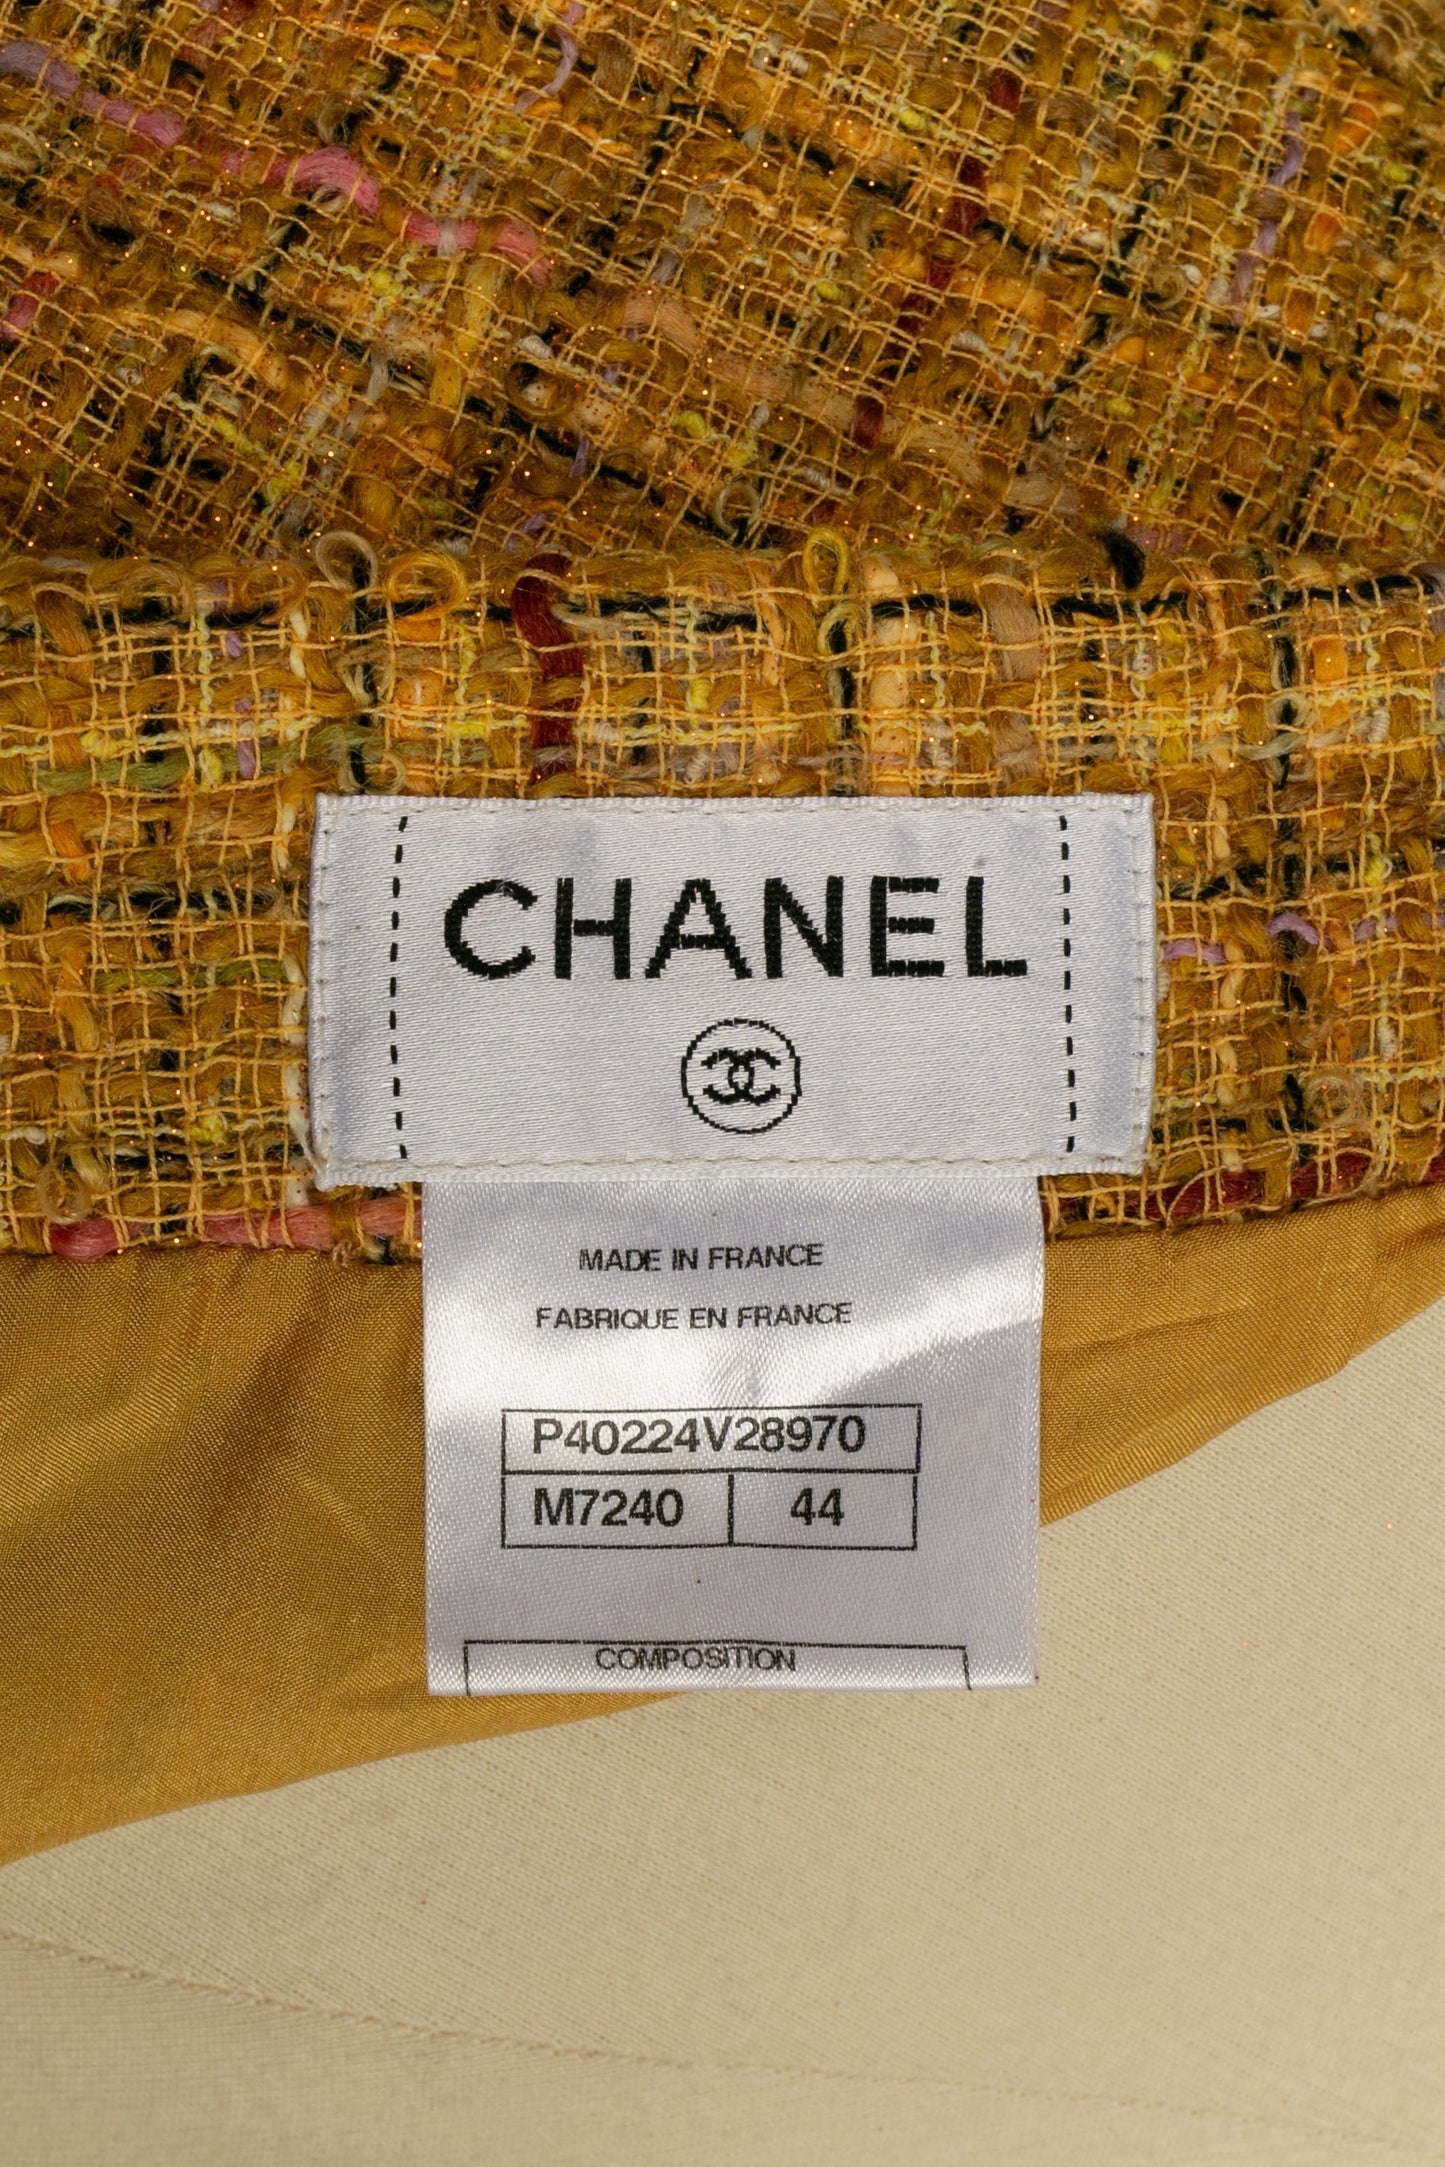 CHANEL
MADE IN FRANCE
FABRIQUE EN FRANCE
P40224V28970
M7240 44
COMPOSITION